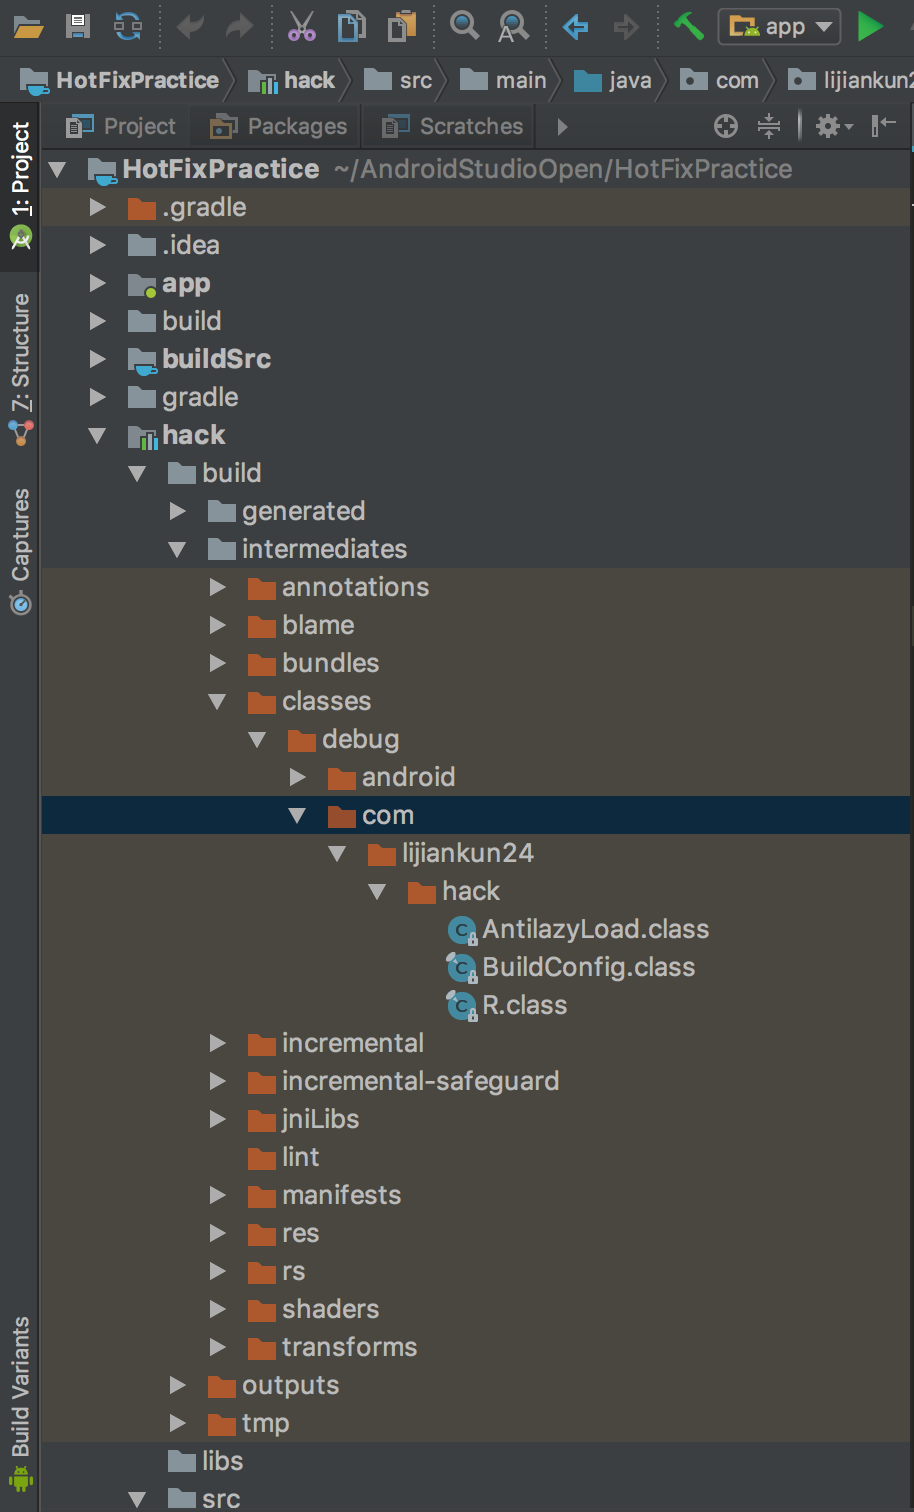 app
HotFixPractice hack src main java com lijiankun2
Project Packages Scratches
HotFixPractice ~/AndroidStudioOpen/HotFixPractice
.gradle
.idea
app
build
buildSrc
gradle
hack
build
generated
intermediates
annotations
blame
bundles
classes
debug
android
com
lijiankun24
hack
AntilazyLoad.class
BuildConfig.class
R.class
incremental
incremental-safeguard
jniLibs
lint
manifests
res
rs
shaders
transforms
outputs
tmp
libs
src
1: Project
7: Structure
Captures
Build Variants